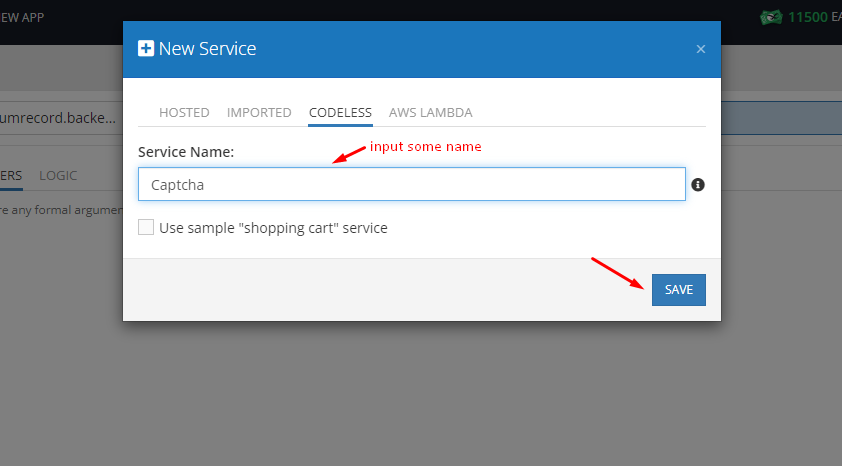 EW APP
11500 EA
New Service
×
HOSTED IMPORTED CODELESS AWS LAMBDA
umrecord.backe...
Service Name:
input some name
Captcha
ERS LOGIC
re any formal argumen
Use sample "shopping cart" service
SAVE